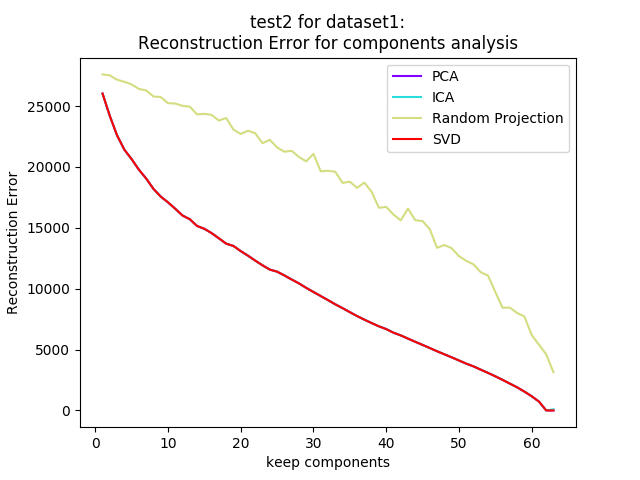 test2 for dataset1:
Reconstruction Error for components analysis
PCA
ICA
Random Projection
SVD
Reconstruction Error
25000
20000
15000
10000
5000
0
0 10 20 30 40 50 60
keep components